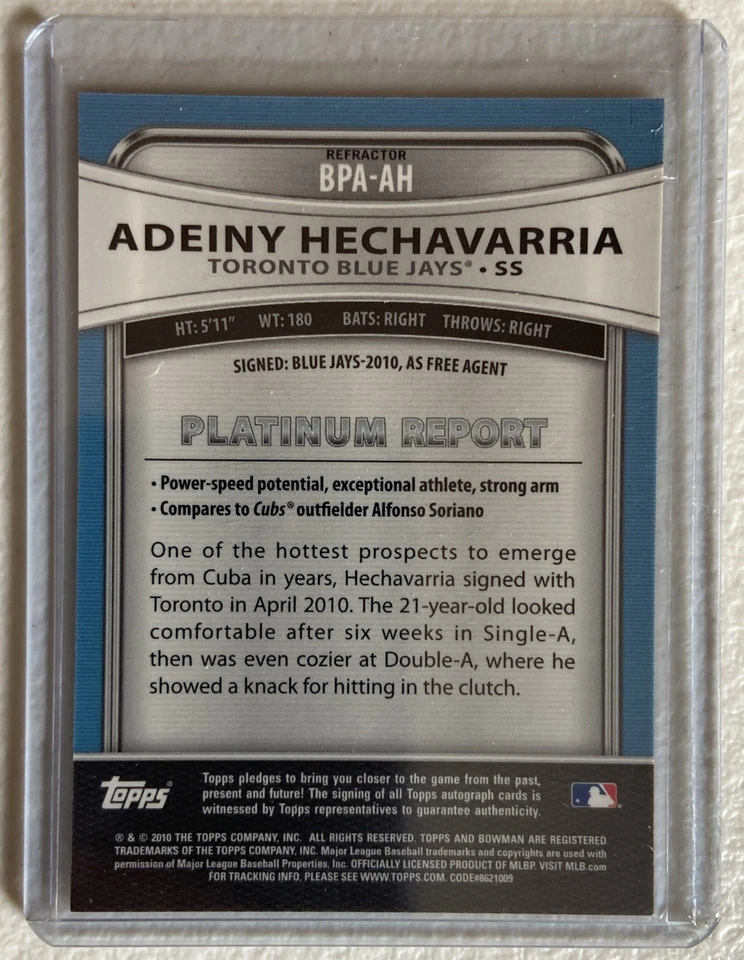 REFRACTOR
BPA-AH
ADEINY HECHAVARRIA
TORONTO BLUE JAYS® • SS
HT: 5'11" WT: 180 BATS: RIGHT THROWS: RIGHT
SIGNED: BLUE JAYS-2010, AS FREE AGENT
PLATINUM REPORT
• Power-speed potential, exceptional athlete, strong arm
• Compares to Cubs® outfielder Alfonso Soriano
One of the hottest prospects to emerge
from Cuba in years, Hechavarria signed with
Toronto in April 2010. The 21-year-old looked
comfortable after six weeks in Single-A,
then was even cozier at Double-A, where he
showed a knack for hitting in the clutch.
Topps®
Topps pledges to bring you closer to the game from the past,
present and future! The signing of all Topps autograph cards is
witnessed by Topps representatives to guarantee authenticity.
® & © 2010 THE TOPPS COMPANY, INC. ALL RIGHTS RESERVED. TOPPS AND BOWMAN ARE REGISTERED
TRADEMARKS OF THE TOPPS COMPANY, INC. Major League Baseball trademarks and copyrights are used with
permission of Major League Baseball Properties, Inc. OFFICIALLY LICENSED PRODUCT OF MLBP. VISIT MLB.com
FOR TRACKING INFO, PLEASE SEE WWW.TOPPS.COM. CODE#8621009